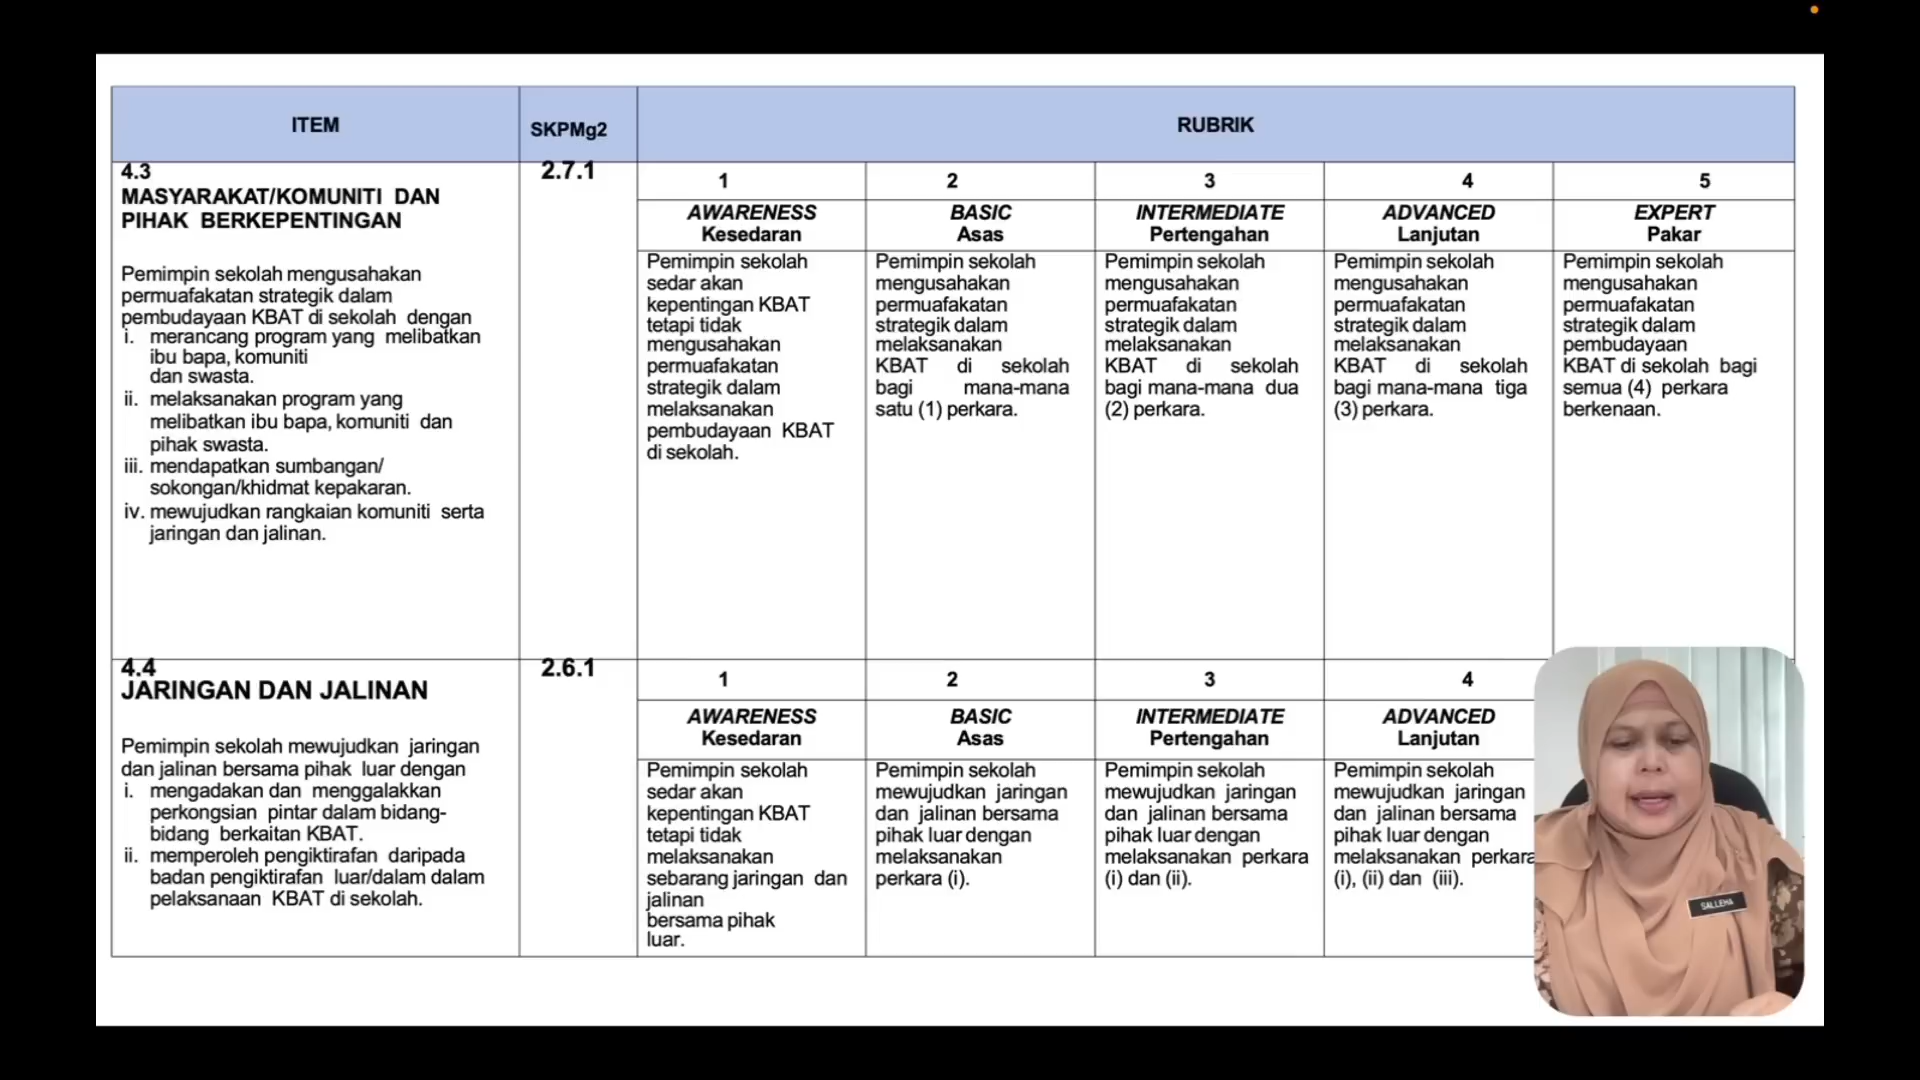 ITEM
SKPMg2
RUBRIK
4.3
MASYARAKAT/KOMUNITI DAN
PIHAK BERKEPENTINGAN
Pemimpin sekolah mengusahakan
permuafakatan strategik dalam
pembudayaan KBAT di sekolah dengan
i. merancang program yang melibatkan
ibu bapa, komuniti
dan swasta.
ii. melaksanakan program yang
melibatkan ibu bapa, komuniti dan
pihak swasta.
iii. mendapatkan sumbangan/
sokongan/khidmat kepakaran.
iv. mewujudkan rangkaian komuniti serta
jaringan dan jalinan.
2.7.1
1
AWARENESS
Kesedaran
Pemimpin sekolah
sedar akan
kepentingan KBAT
tetapi tidak
mengusahakan
permuafakatan
strategik dalam
melaksanakan
pembudayaan KBAT
di sekolah.
2
BASIC
Asas
Pemimpin sekolah
mengusahakan
permuafakatan
strategik dalam
melaksanakan
KBAT di sekolah
bagi mana-mana
satu (1) perkara.
3
INTERMEDIATE
Pertengahan
Pemimpin sekolah
mengusahakan
permuafakatan
strategik dalam
melaksanakan
KBAT di sekolah
bagi mana-mana dua
(2) perkara.
4
ADVANCED
Lanjutan
Pemimpin sekolah
mengusahakan
permuafakatan
strategik dalam
melaksanakan
KBAT di sekolah
bagi mana-mana tiga
(3) perkara.
5
EXPERT
Pakar
Pemimpin sekolah
mengusahakan
permuafakatan
strategik dalam
pembudayaan
KBAT di sekolah bagi
semua (4) perkara
berkenaan.
4.4
JARINGAN DAN JALINAN
Pemimpin sekolah mewujudkan jaringan
dan jalinan bersama pihak luar dengan
i. mengadakan dan menggalakkan
perkongsian pintar dalam bidang-
bidang berkaitan KBAT.
ii. memperoleh pengiktirafan daripada
badan pengiktirafan luar/dalam dalam
pelaksanaan KBAT di sekolah.
2.6.1
1
AWARENESS
Kesedaran
Pemimpin sekolah
sedar akan
kepentingan KBAT
tetapi tidak
melaksanakan
sebarang jaringan dan
jalinan
bersama pihak
luar.
2
BASIC
Asas
Pemimpin sekolah
mewujudkan jaringan
dan jalinan bersama
pihak luar dengan
melaksanakan
perkara (i).
3
INTERMEDIATE
Pertengahan
Pemimpin sekolah
mewujudkan jaringan
dan jalinan bersama
pihak luar dengan
melaksanakan perkara
(i) dan (ii).
4
ADVANCED
Lanjutan
Pemimpin sekolah
mewujudkan jaringan
dan jalinan bersama
pihak luar dengan
melaksanakan perkara
(i), (ii) dan (iii).
SALLEHA